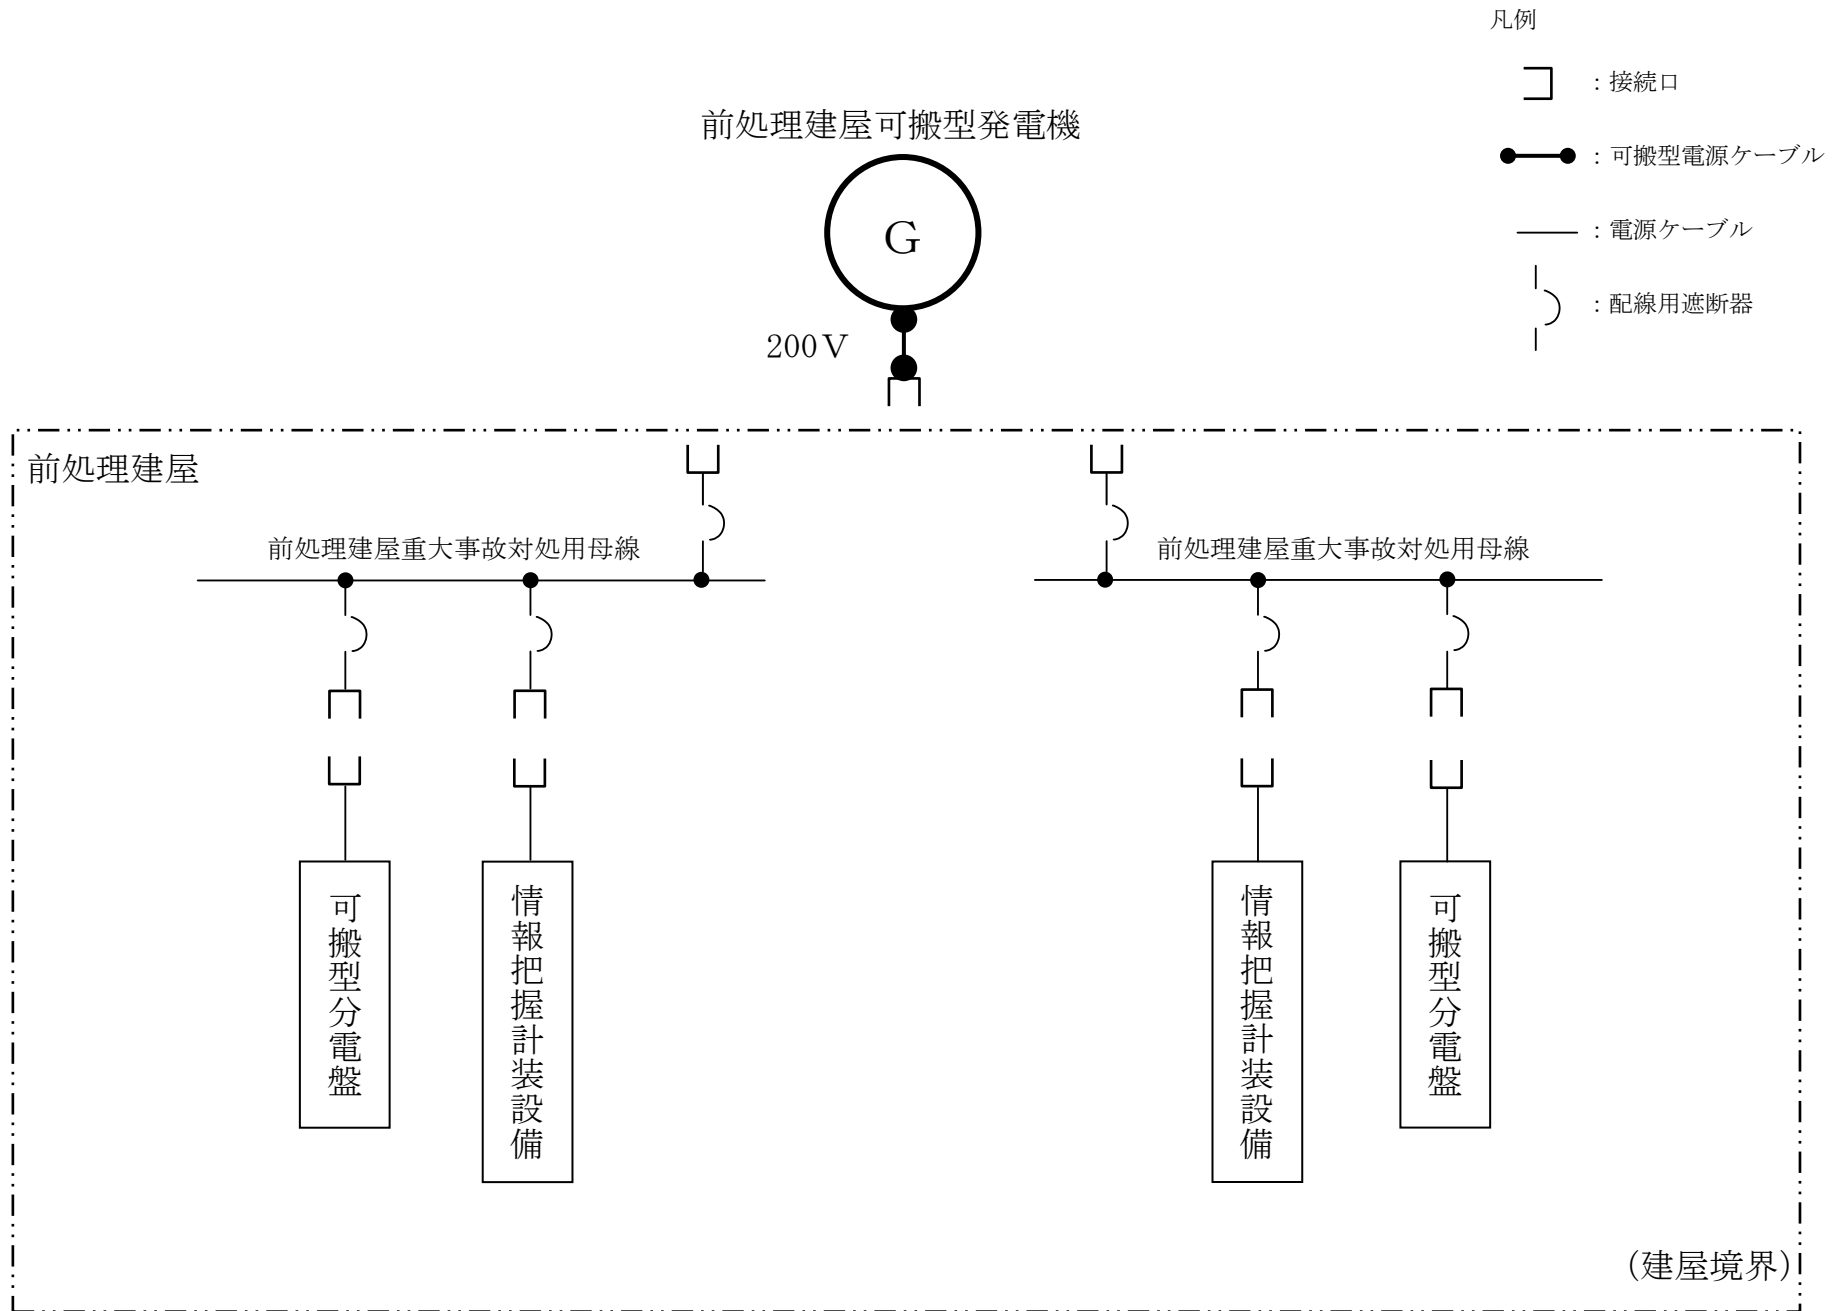 凡例
：接続口
前処理建屋可搬型発電機
：可搬型電源ケーブル
G
：電源ケーブル
：配線用遮断器
200V
前処理建屋
前処理建屋重大事故対処用母線
前処理建屋重大事故対処用母線
可搬型分電盤
情報把握計装設備
情報把握計装設備
可搬型分電盤
(建屋境界)